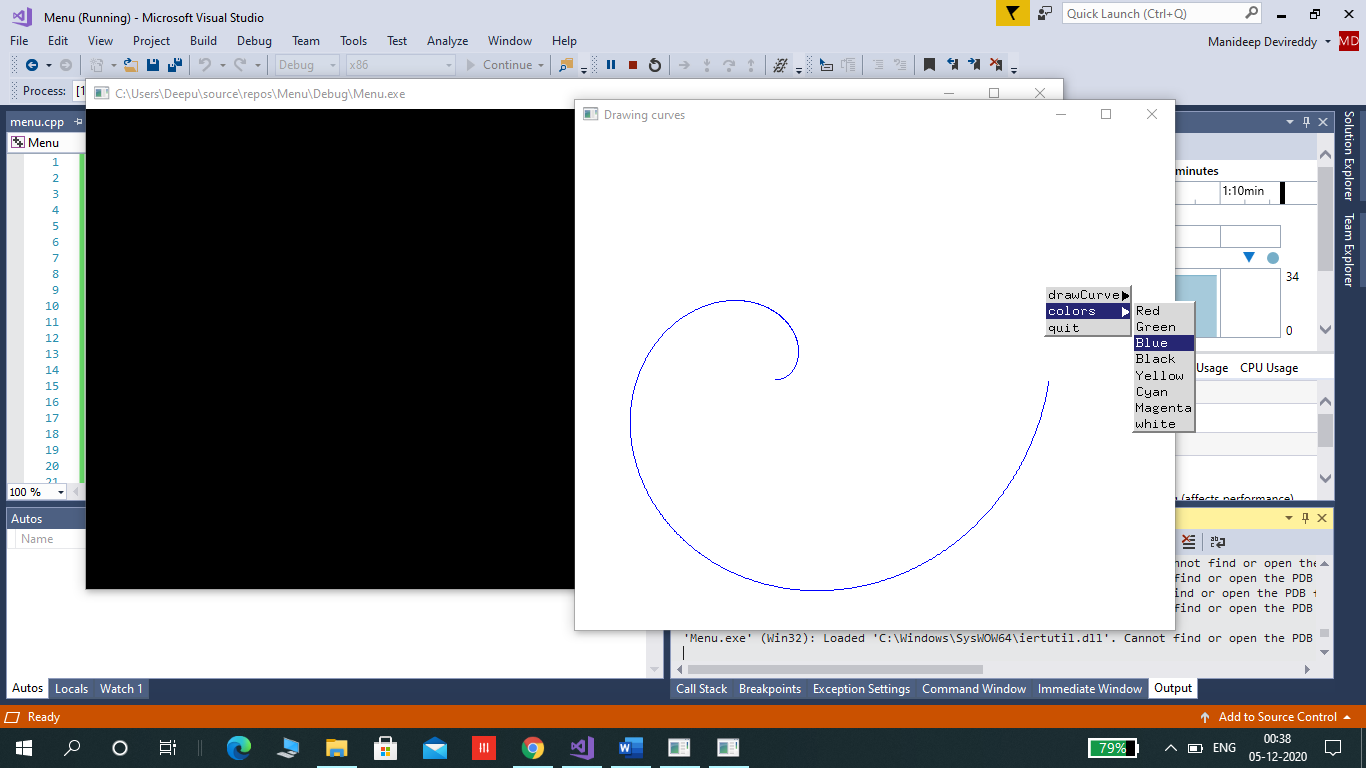 Menu (Running) - Microsoft Visual Studio
Quick Launch (Ctrl+Q)
File Edit View Project Build Debug Team Tools Test Analyze Window Help
Manideep Devireddy
MD
Debug
x86
Continue
Process: [1
C:\Users\Deepu\source\repos\Menu\Debug\Menu.exe
Drawing curves
menu.cpp
Menu
1
2
3
4
5
6
7
8
9
10
11
12
13
14
15
16
17
18
19
20
21
100 %
minutes
1:10min
34
0
drawCurve
colors
quit
Red
Green
Blue
Black
Yellow
Cyan
Magenta
white
Usage CPU Usage
(affects performance)
Autos
Name
nnot find or open the
find or open the PDB
ind or open the PDB f
find or open the PDB
'Menu.exe' (Win32): Loaded 'C:\Windows\SysWOW64\iertutil.dll'. Cannot find or open the PDB
Autos Locals Watch 1
Call Stack Breakpoints Exception Settings Command Window Immediate Window Output
Solution Explorer
Team Explorer
Ready
Add to Source Control
79%
ENG
00:38
05-12-2020